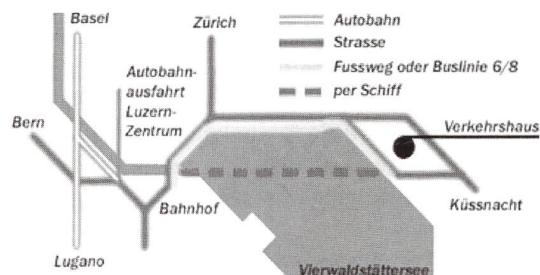 Basel
Zürich
Autobahn
Strasse
Fussweg oder Buslinie 6/8
per Schiff
Autobahn-
ausfahrt
Luzern-
Zentrum
Bern
Verkehrshaus
Bahnhof
Küssnacht
Lugano
Vierwaldstättersee